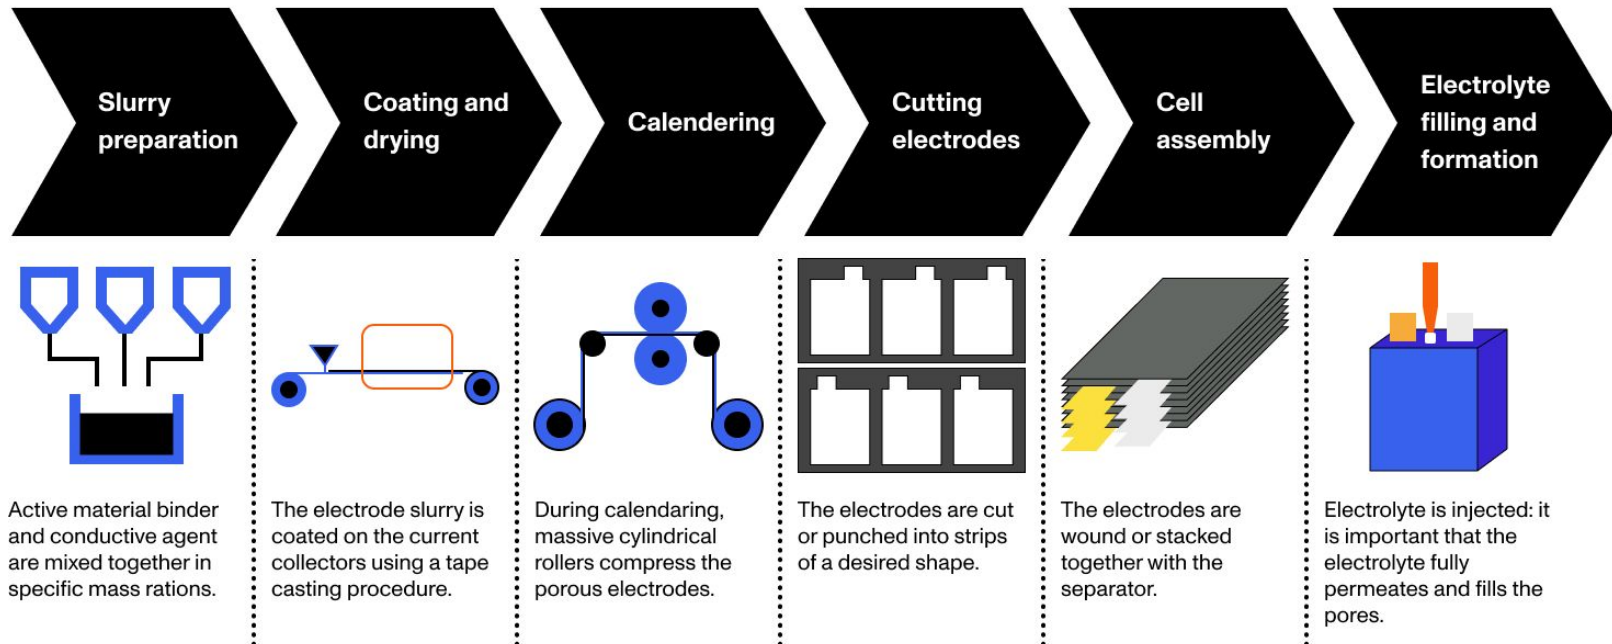 Slurry
preparation
Coating and
drying
Calendering
Cutting
electrodes
Cell
assembly
Electrolyte
filling and
formation
Active material binder
and conductive agent
are mixed together in
specific mass rations.
The electrode slurry is
coated on the current
collectors using a tape
casting procedure.
During calendaring,
massive cylindrical
rollers compress the
porous electrodes.
The electrodes are cut
or punched into strips
of a desired shape.
The electrodes are
wound or stacked
together with the
separator.
Electrolyte is injected: it
is important that the
electrolyte fully
permeates and fills the
pores.